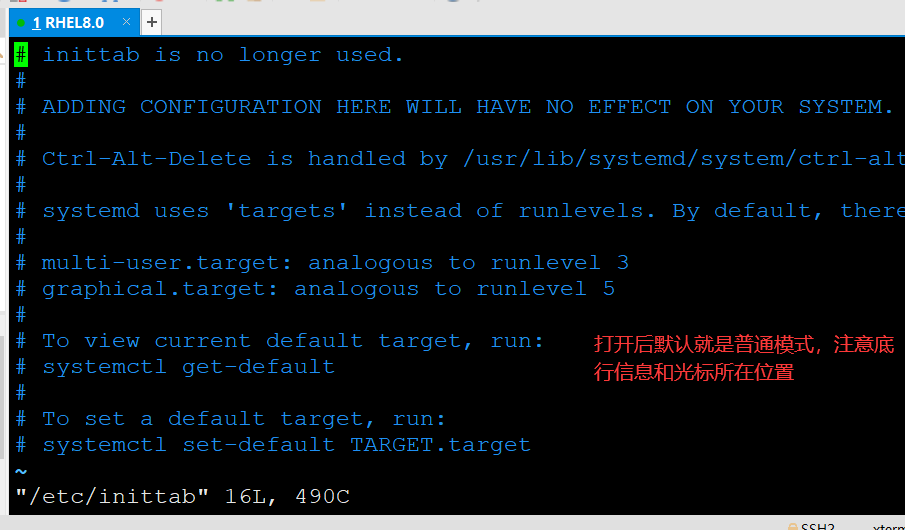 1 RHEL8.0 × +
# inittab is no longer used.
#
# ADDING CONFIGURATION HERE WILL HAVE NO EFFECT ON YOUR SYSTEM.
#
# Ctrl-Alt-Delete is handled by /usr/lib/systemd/system/ctrl-alt
#
# systemd uses 'targets' instead of runlevels. By default, there
#
# multi-user.target: analogous to runlevel 3
# graphical.target: analogous to runlevel 5
#
# To view current default target, run:
# systemctl get-default
#
# To set a default target, run:
# systemctl set-default TARGET.target
~
打开后默认就是普通模式，注意底
行信息和光标所在位置
"/etc/inittab" 16L, 490C
SSH2 xterm